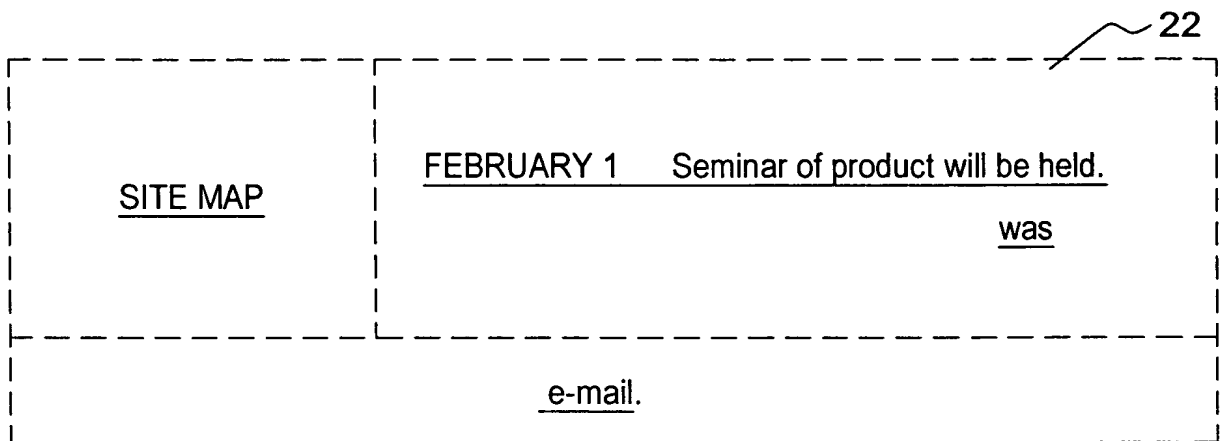 22
SITE MAP
FEBRUARY 1 Seminar of product will be held.
was
e-mail.